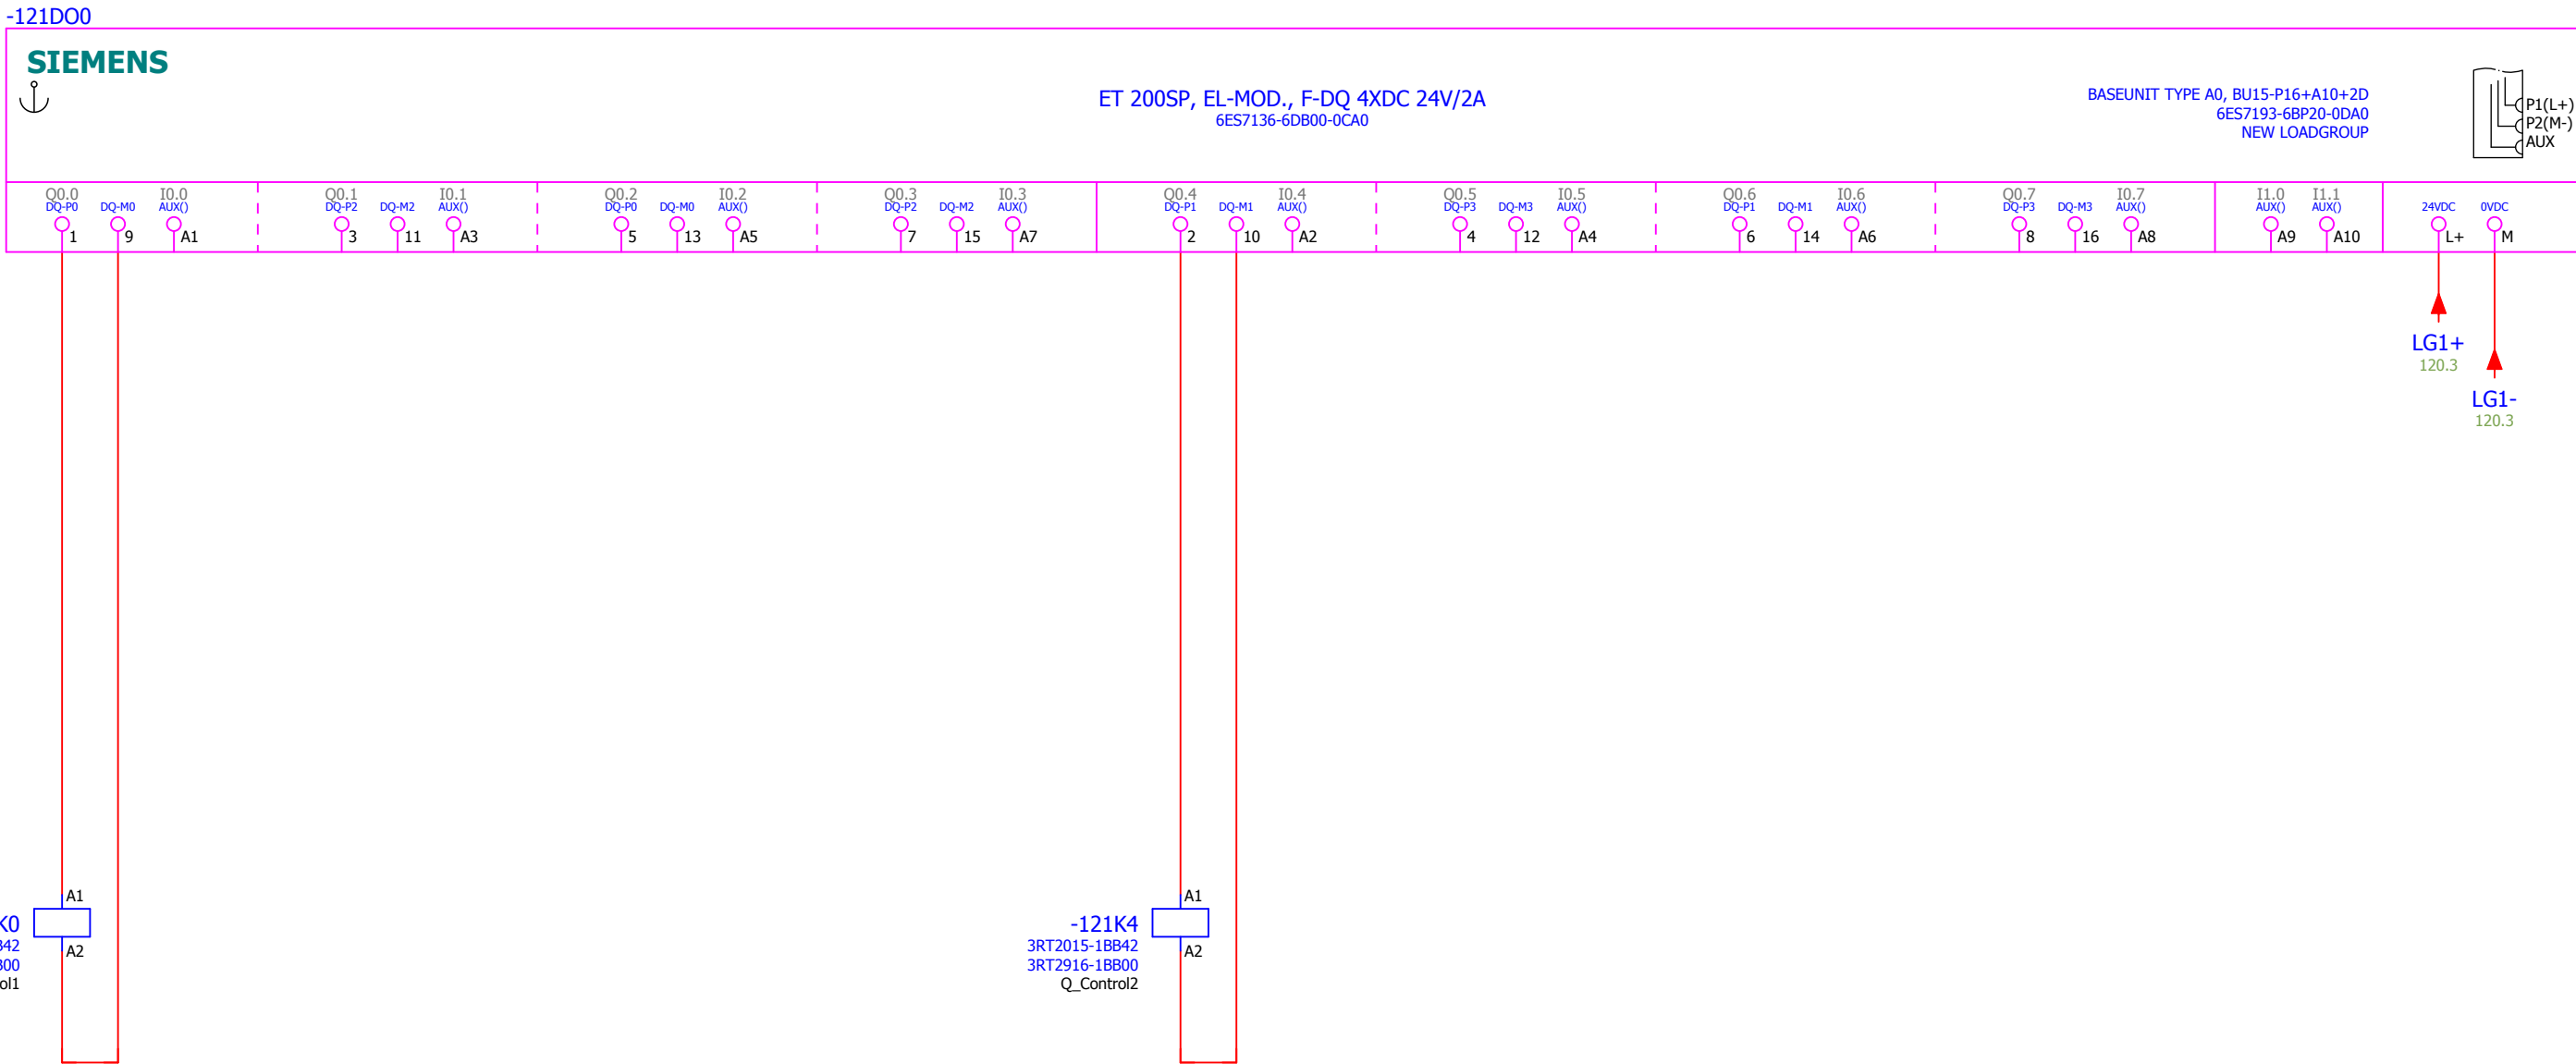 -121DO0
SIEMENS
ET 200SP, EL-MOD., F-DQ 4XDC 24V/2A
6ES7136-6DB00-0CA0
BASEUNIT TYPE A0, BU15-P16+A10+2D
6ES7193-6BP20-0DA0
NEW LOADGROUP
P1(L+)
P2(M-)
AUX
Q0.0 I0.0 Q0.1 I0.1 Q0.2 I0.2 Q0.3 I0.3 Q0.4 I0.4 Q0.5 I0.5 Q0.6 I0.6 Q0.7 I0.7 I1.0 I1.1
DQ-P0 DQ-M0 AUX() DQ-P2 DQ-M2 AUX() DQ-P0 DQ-M0 AUX() DQ-P2 DQ-M2 AUX() DQ-P1 DQ-M1 AUX() DQ-P3 DQ-M3 AUX() DQ-P1 DQ-M1 AUX() DQ-P3 DQ-M3 AUX() AUX() AUX() 24VDC 0VDC
1 9 A1 3 11 A3 5 13 A5 7 15 A7 2 10 A2 4 12 A4 6 14 A6 8 16 A8 A9 A10 L+ M
LG1+
120.3
LG1-
120.3
A1
K0
A2
342
300
ol1
A1
-121K4
A2
3RT2015-1BB42
3RT2916-1BB00
Q_Control2